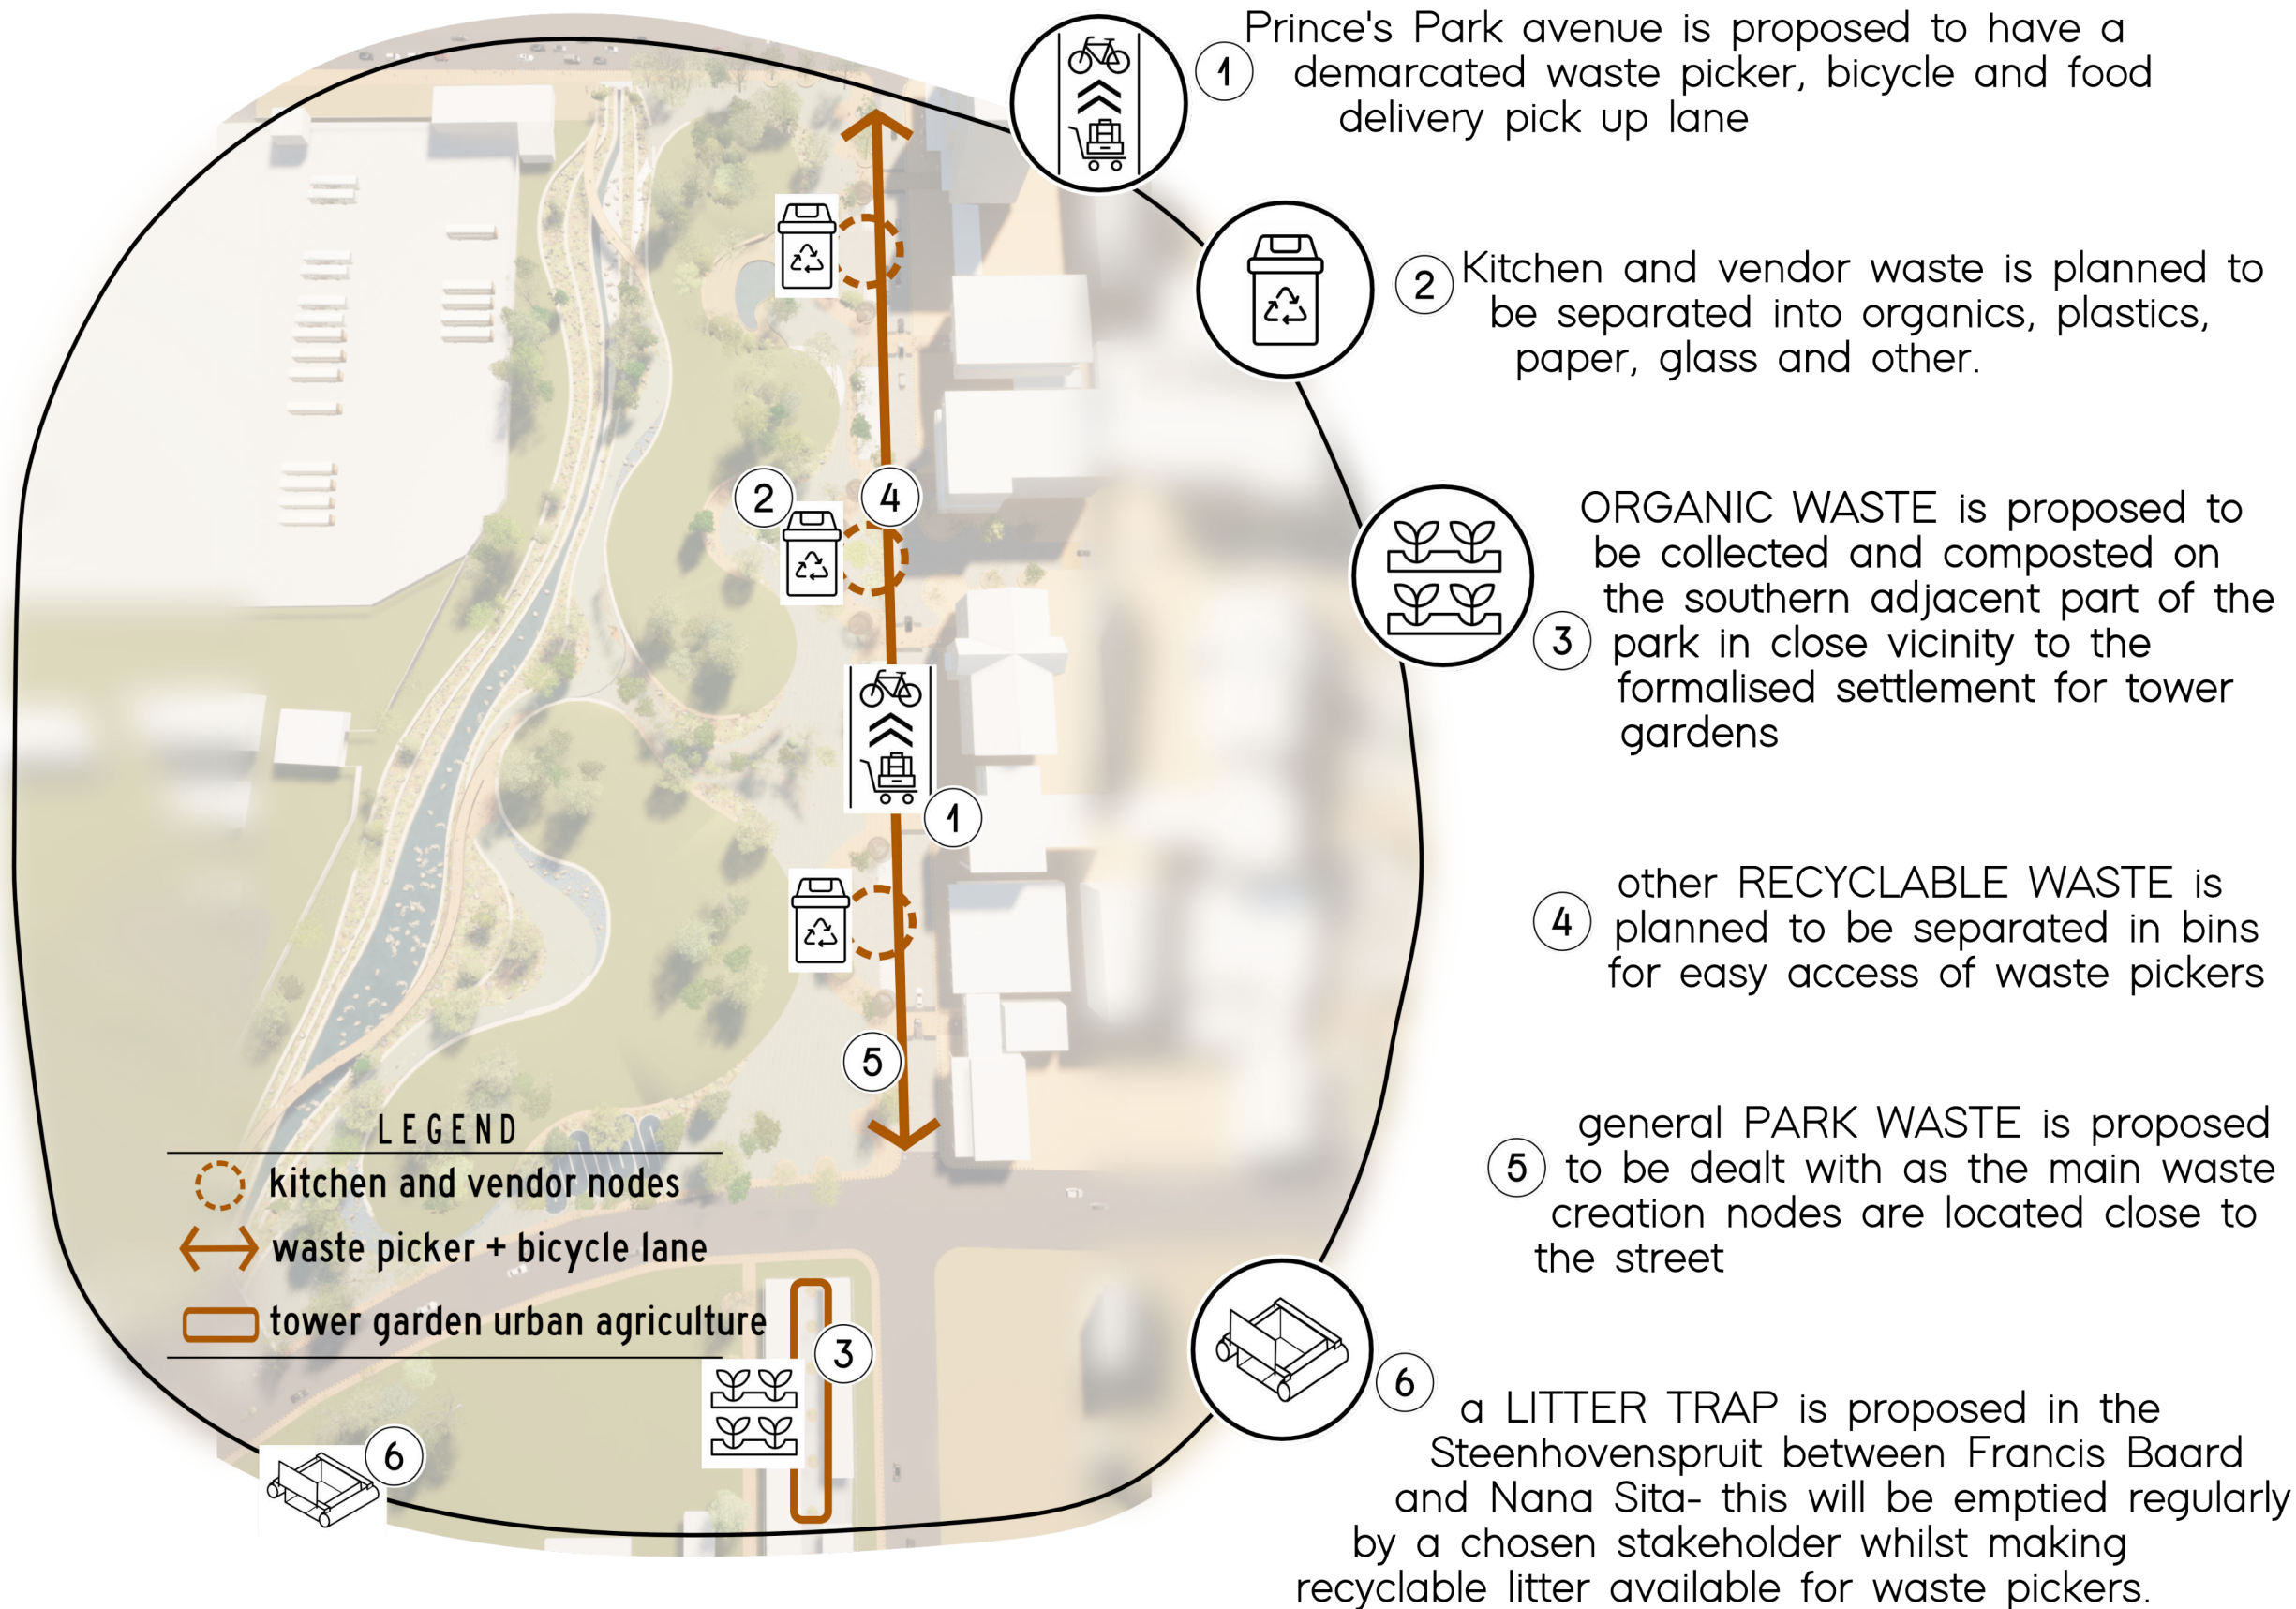 1
Prince's Park avenue is proposed to have a
demarcated waste picker, bicycle and food
delivery pick up lane
2
Kitchen and vendor waste is planned to
be separated into organics, plastics,
paper, glass and other.
3
ORGANIC WASTE is proposed to
be collected and composted on
the southern adjacent part of the
park in close vicinity to the
formalised settlement for tower
gardens
4
other RECYCLABLE WASTE is
planned to be separated in bins
for easy access of waste pickers
5
general PARK WASTE is proposed
to be dealt with as the main waste
creation nodes are located close to
the street
6
a LITTER TRAP is proposed in the
Steenhovenspruit between Francis Baard
and Nana Sita- this will be emptied regularly
by a chosen stakeholder whilst making
recyclable litter available for waste pickers.
2
4
1
5
LEGEND
kitchen and vendor nodes
waste picker + bicycle lane
tower garden urban agriculture
3
6